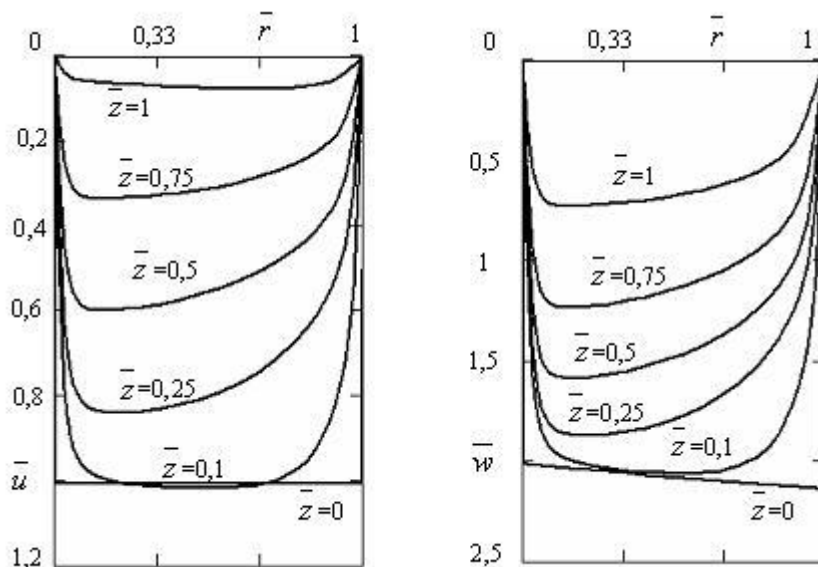 0 0,33 r̅ 1
z̅=1
0,2
z̅=0,75
0,4
z̅=0,5
0,6
z̅=0,25
0,8
z̅=0,1
u̅
z̅=0
1,2
0 0,33 r̅ 1
0,5
z̅=1
1
z̅=0,75
z̅=0,5
1,5
z̅=0,25
z̅=0,1
w̅
z̅=0
2,5